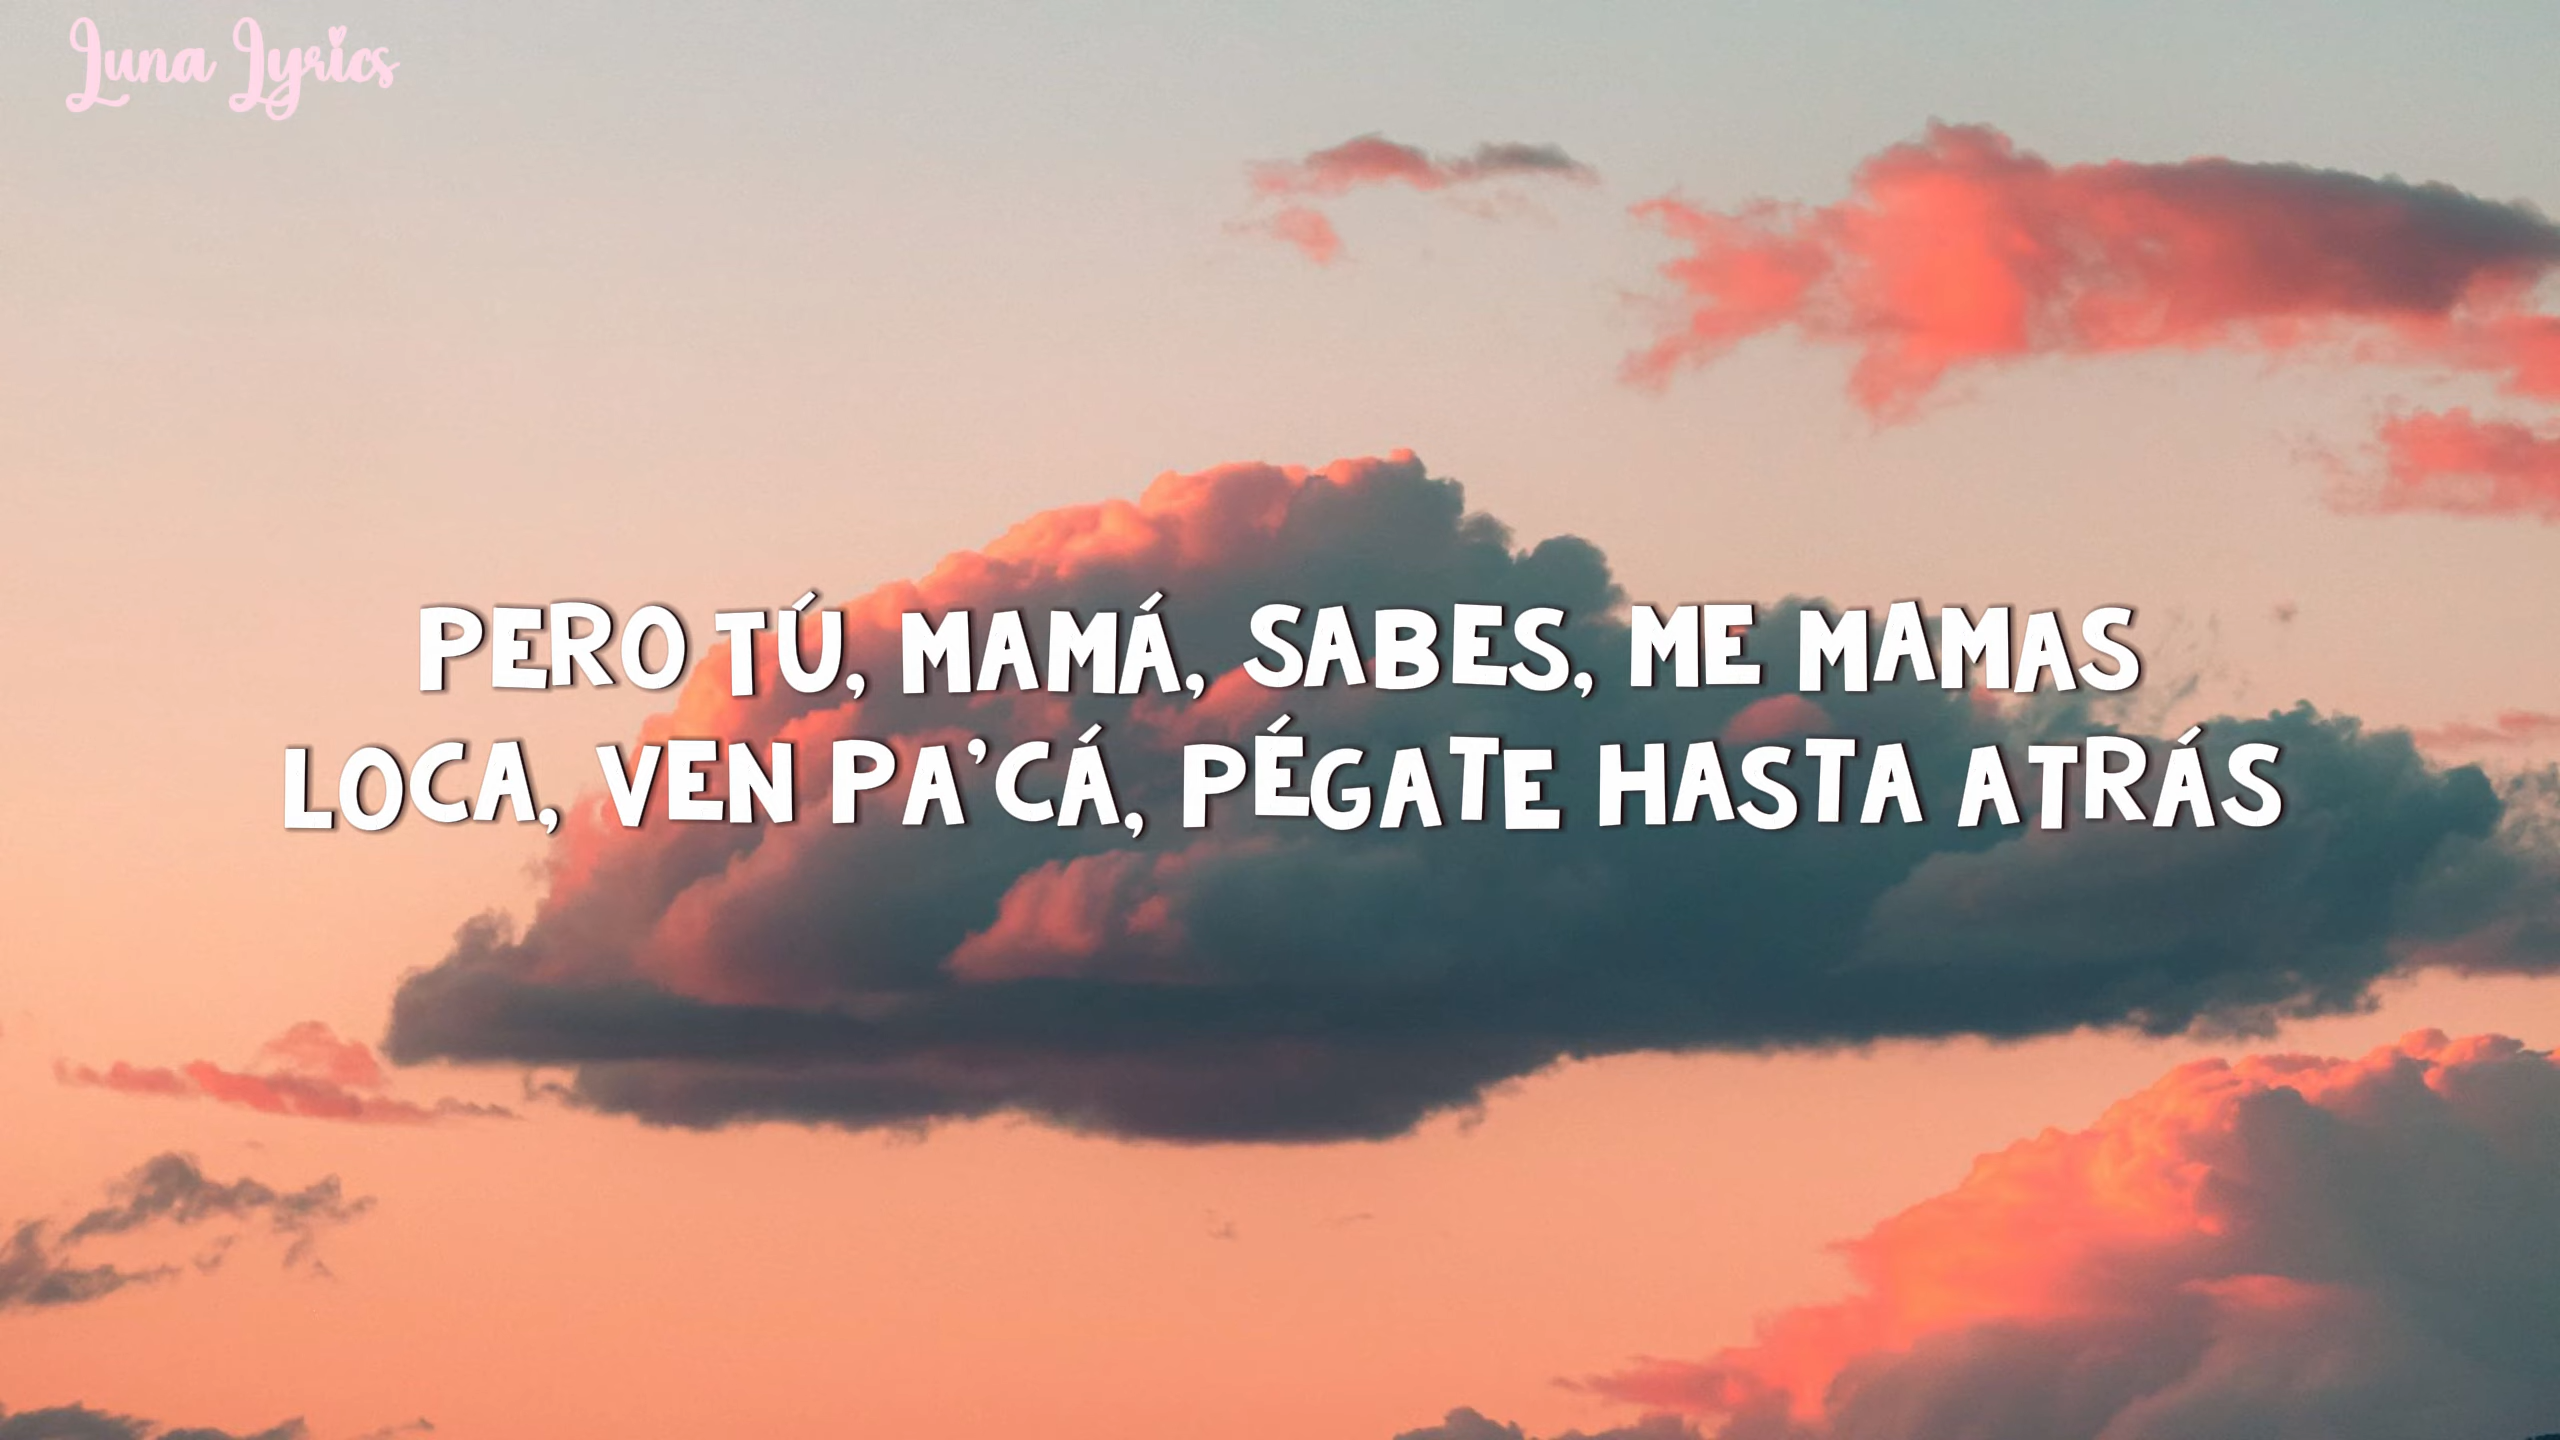 Luna Lyrics
PERO TÚ, MAMÁ, SABES, ME MAMAS
LOCA, VEN PA'CÁ, PÉGATE HASTA ATRÁS